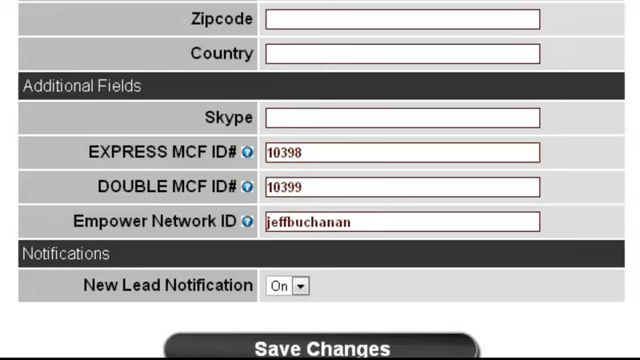 Zipcode
Country
Additional Fields
Skype
EXPRESS MCF ID# ? 10398
DOUBLE MCF ID# ? 10399
Empower Network ID ? jeffbuchanan
Notifications
New Lead Notification On
Save Changes